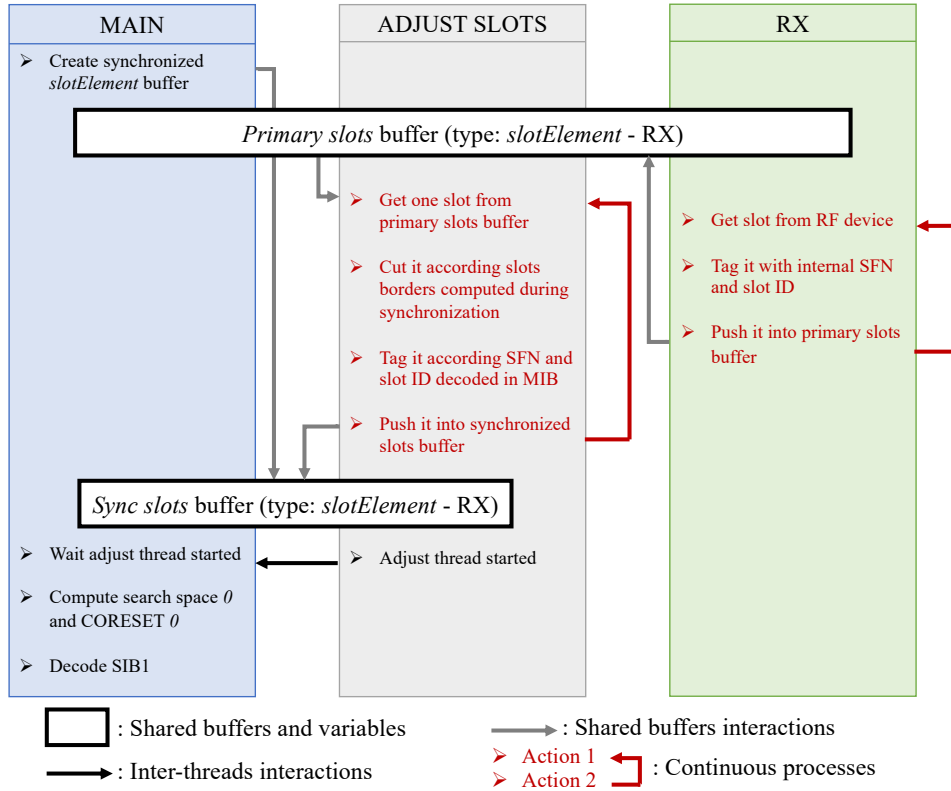 MAIN
ADJUST SLOTS
RX
➢ Create synchronized
slotElement buffer
Primary slots buffer (type: slotElement - RX)
➢ Get one slot from
primary slots buffer
➢ Cut it according slots
borders computed during
synchronization
➢ Tag it according SFN and
slot ID decoded in MIB
➢ Push it into synchronized
slots buffer
➢ Get slot from RF device
➢ Tag it with internal SFN
and slot ID
➢ Push it into primary slots
buffer
Sync slots buffer (type: slotElement - RX)
➢ Wait adjust thread started
➢ Adjust thread started
➢ Compute search space 0
and CORESET 0
➢ Decode SIB1
: Shared buffers and variables
: Shared buffers interactions
: Inter-threads interactions
➢ Action 1
➢ Action 2
: Continuous processes